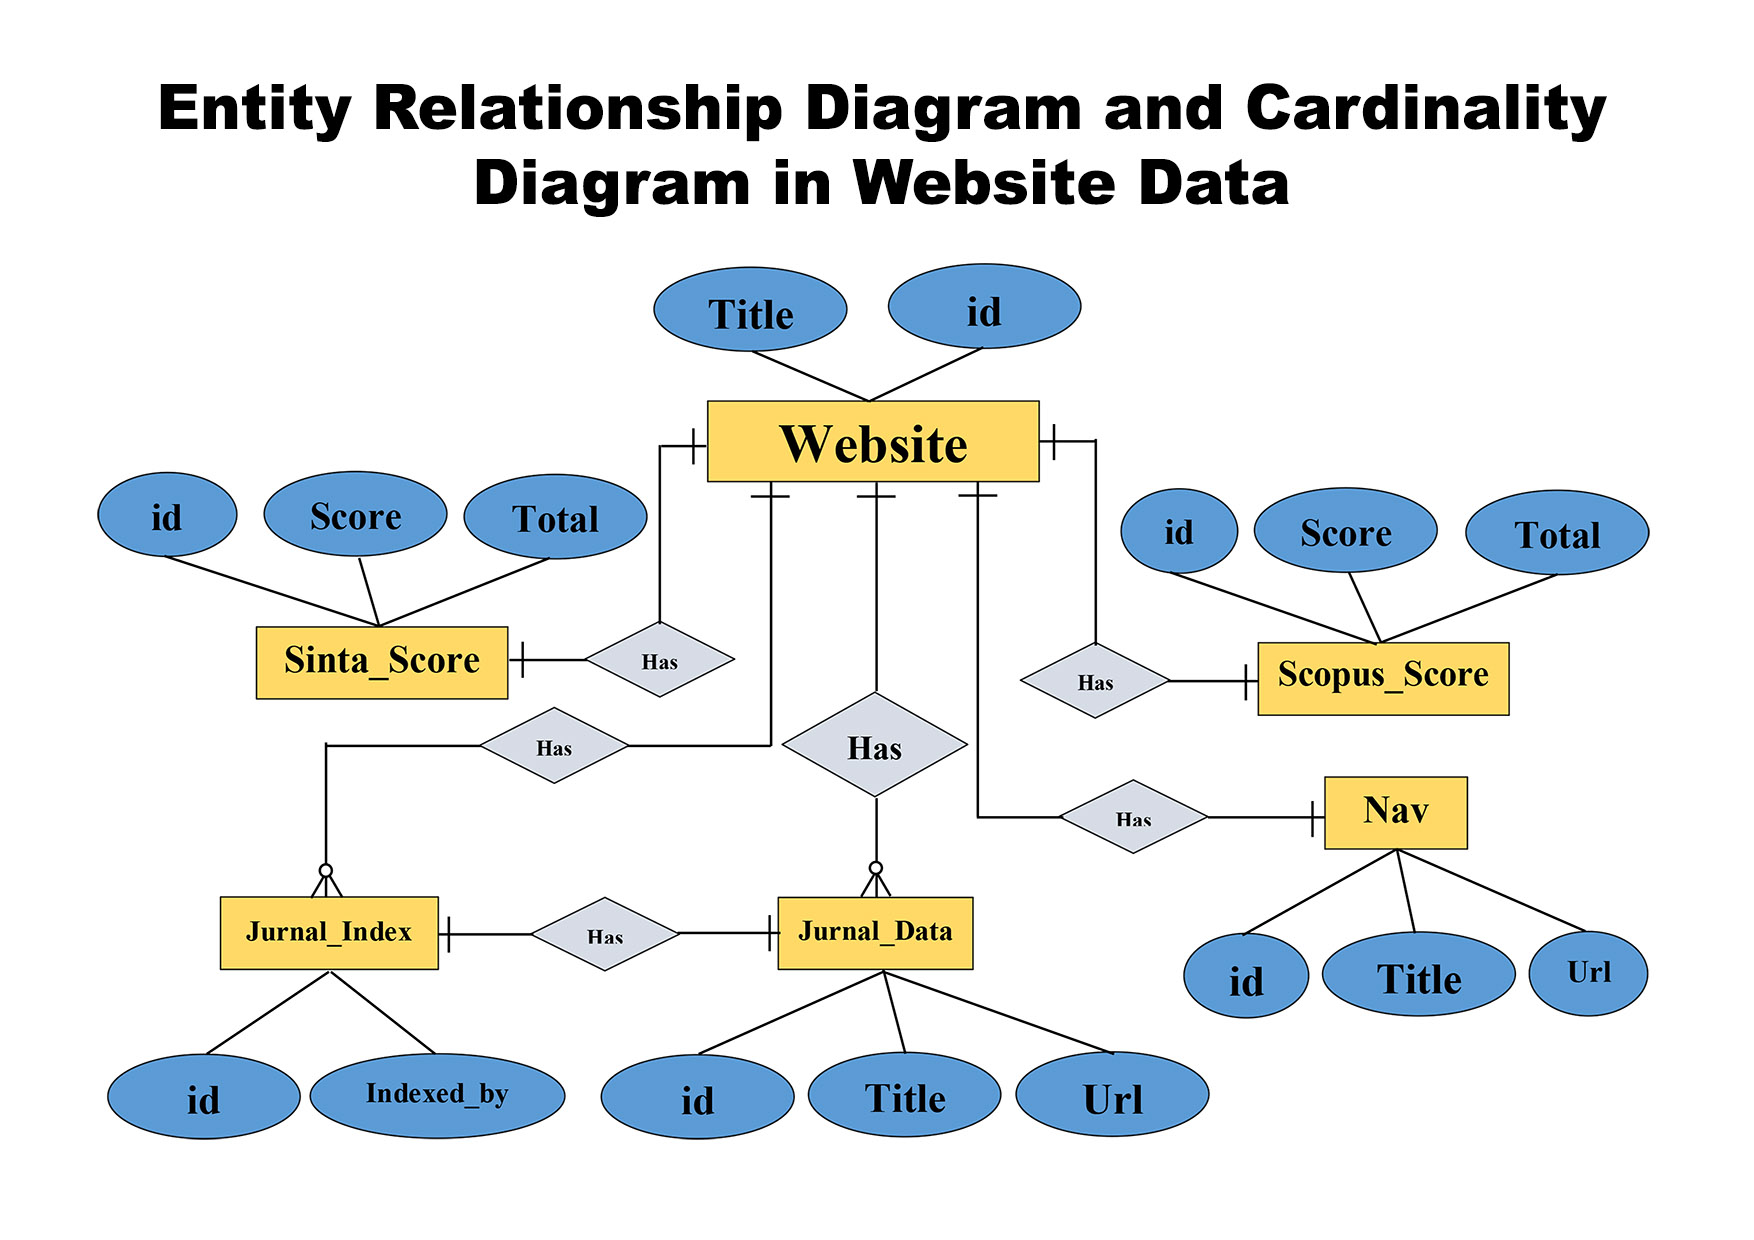 Entity Relationship Diagram and Cardinality
Diagram in Website Data
Title
id
Website
id
Score
Total
id
Score
Total
Sinta_Score
Has
Has
Scopus_Score
Has
Has
Nav
Has
Jurnal_Index
Has
Jurnal_Data
id
Title
Url
id
Indexed_by
id
Title
Url